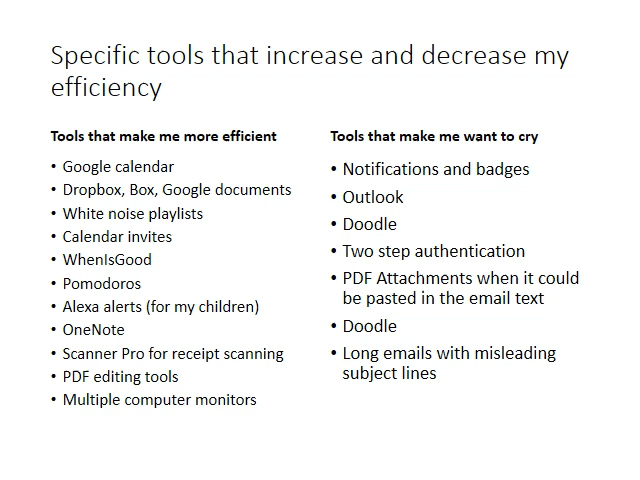 Specific tools that increase and decrease my
efficiency
Tools that make me more efficient
• Google calendar
• Dropbox, Box, Google documents
• White noise playlists
• Calendar invites
• WhenIsGood
• Pomodoros
• Alexa alerts (for my children)
• OneNote
• Scanner Pro for receipt scanning
• PDF editing tools
• Multiple computer monitors
Tools that make me want to cry
• Notifications and badges
• Outlook
• Doodle
• Two step authentication
• PDF Attachments when it could
be pasted in the email text
• Doodle
• Long emails with misleading
subject lines